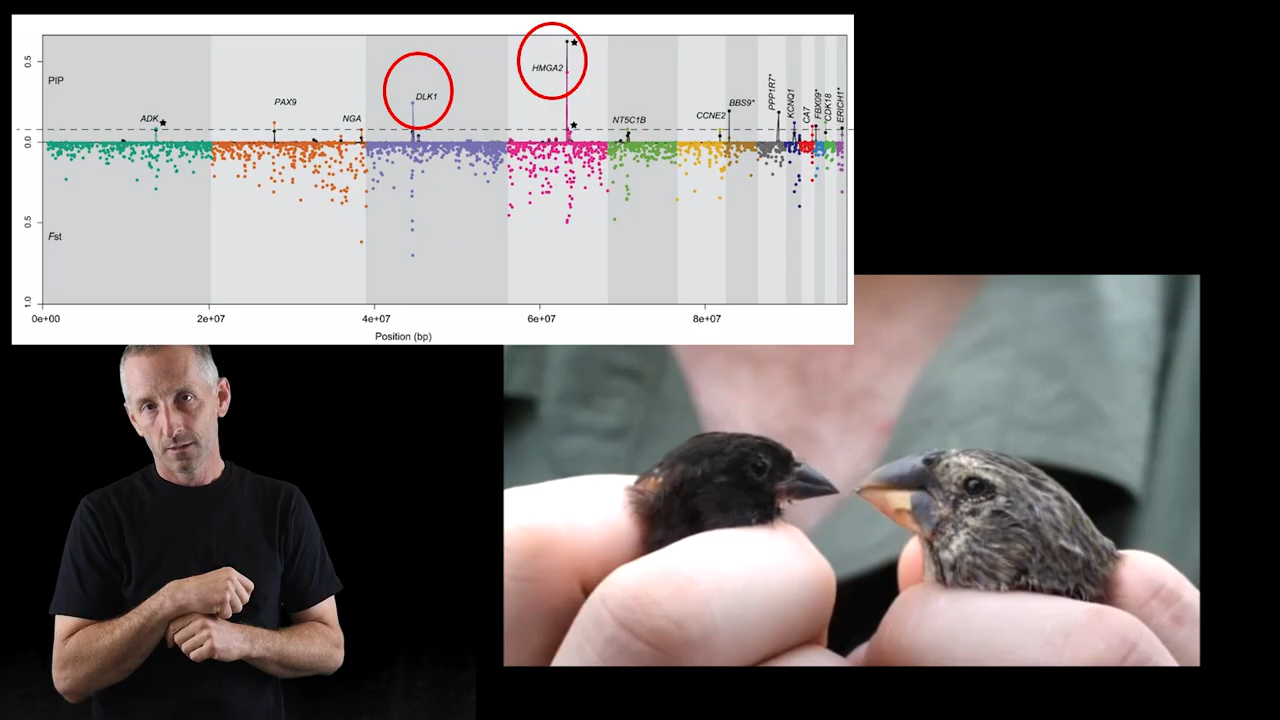 0.5
PIP
0.0
0.5
Fst
1.0
ADK
PAX9
NGA
DLK1
HMGA2
NT5C1B
CCNE2
BBS9*
PPP1R7*
KCNQ1
CA7
FBXO9*
CDK18
ERICH1*
0e+00 2e+07 4e+07 6e+07 8e+07
Position (bp)